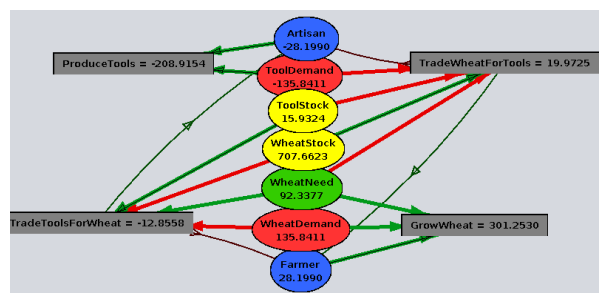 Artisan
-28.1990
ProduceTools = -208.9154
TradeWheatForTools = 19.9725
ToolDemand
-135.8411
ToolStock
15.9324
WheatStock
707.6623
WheatNeed
92.3377
TradeToolsForWheat = -12.8558
WheatDemand
135.8411
GrowWheat = 301.2530
Farmer
28.1990